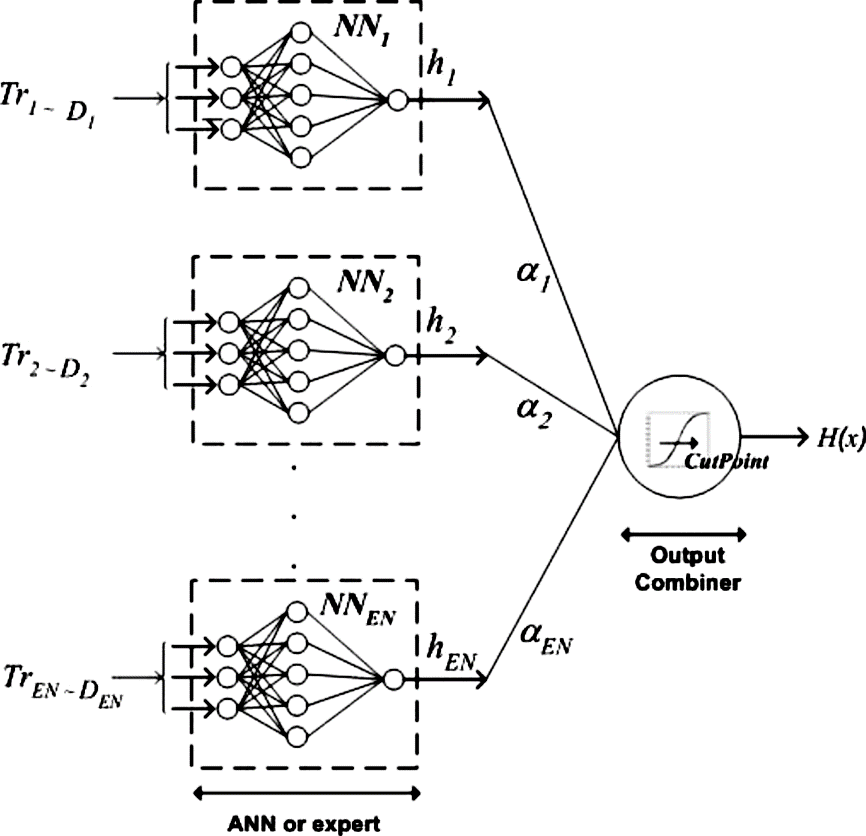 NN1
h1
Tr1 ~ D1
α1
NN2
h2
Tr2 ~ D2
α2
CutPoint
H(x)
Output
Combiner
NNEN
hEN
αEN
TrEN ~ DEN
ANN or expert